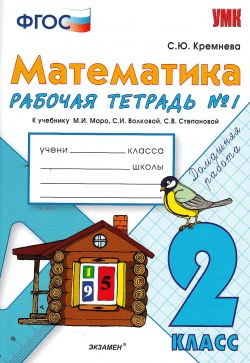 ФГОС
УМК
С.Ю. Кремнева
Математика
РАБОЧАЯ ТЕТРАДЬ №1
К учебнику М.И. Моро, С.И. Волковой, С.В. Степановой
учени класса
школы
Домашняя
работа
1 5
9
2
КЛАСС
ЭКЗАМЕН